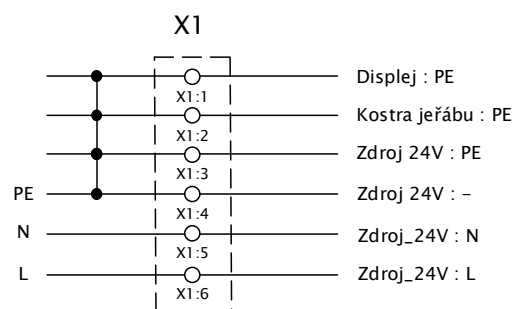 X1
Displej : PE
X1:1
Kostra jeřábu : PE
X1:2
Zdroj 24V : PE
X1:3
PE Zdroj 24V : -
X1:4
N Zdroj_24V : N
X1:5
L Zdroj_24V : L
X1:6